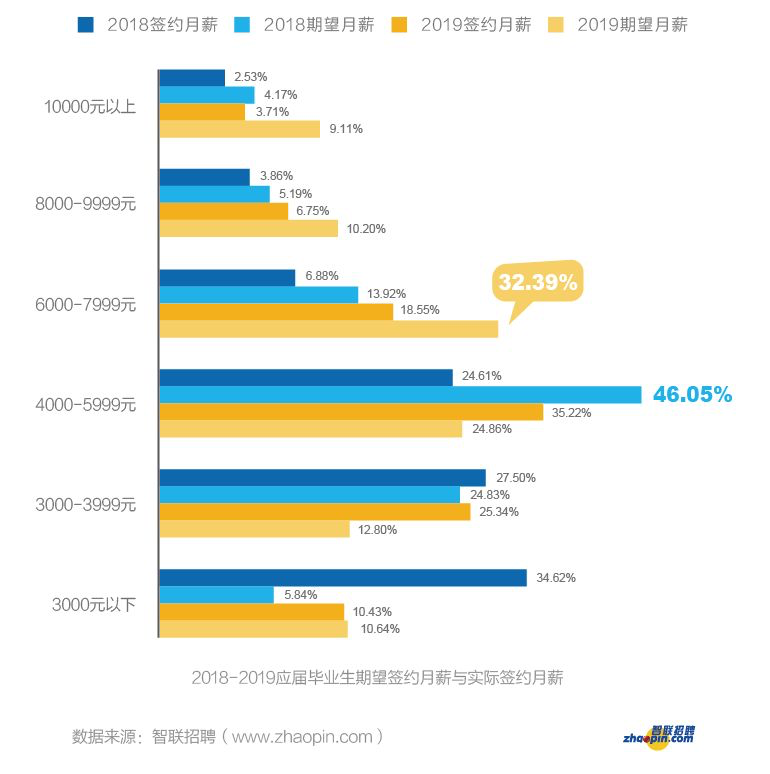 2018签约月薪 2018期望月薪 2019签约月薪 2019期望月薪
10000元以上
2.53%
4.17%
3.71%
9.11%
8000-9999元
3.86%
5.19%
6.75%
10.20%
6000-7999元
6.88%
13.92%
18.55%
32.39%
4000-5999元
24.61%
46.05%
35.22%
24.86%
3000-3999元
27.50%
24.83%
25.34%
12.80%
3000元以下
34.62%
5.84%
10.43%
10.64%
2018-2019应届毕业生期望签约月薪与实际签约月薪
数据来源：智联招聘（www.zhaopin.com）
智联招聘
zhaopin.com